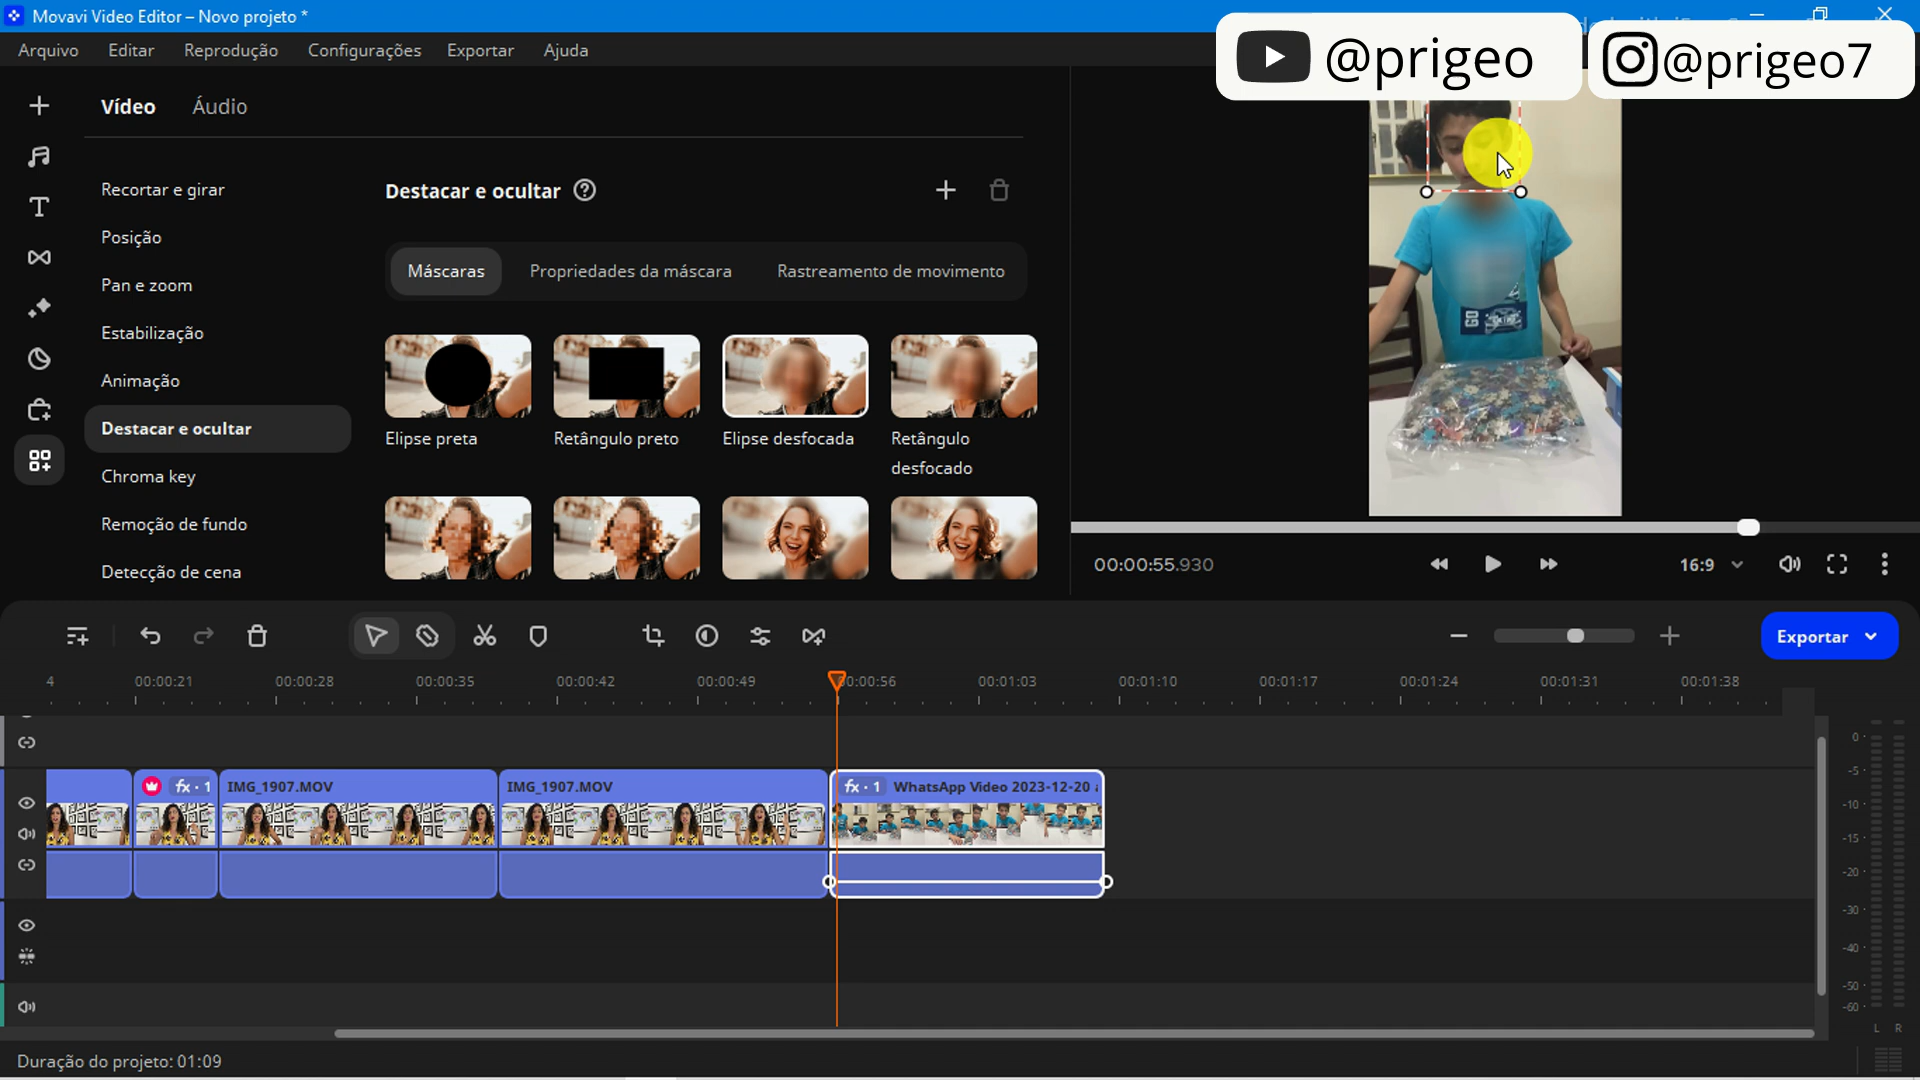 Movavi Video Editor – Novo projeto *
Arquivo Editar Reprodução Configurações Exportar Ajuda
@prigeo
@prigeo7
Vídeo Áudio
Recortar e girar
Posição
Pan e zoom
Estabilização
Animação
Destacar e ocultar
Chroma key
Remoção de fundo
Detecção de cena
Destacar e ocultar
Máscaras Propriedades da máscara Rastreamento de movimento
Elipse preta
Retângulo preto
Elipse desfocada
Retângulo
desfocado
GO
00:00:55.930
16:9
Exportar
4 00:00:21 00:00:28 00:00:35 00:00:42 00:00:49 00:00:56 00:01:03 00:01:10 00:01:17 00:01:24 00:01:31 00:01:38
fx · 1 IMG_1907.MOV IMG_1907.MOV fx · 1 WhatsApp Video 2023-12-20
0
-5
-10
-15
-20
-30
-40
-50
-60
L R
Duração do projeto: 01:09